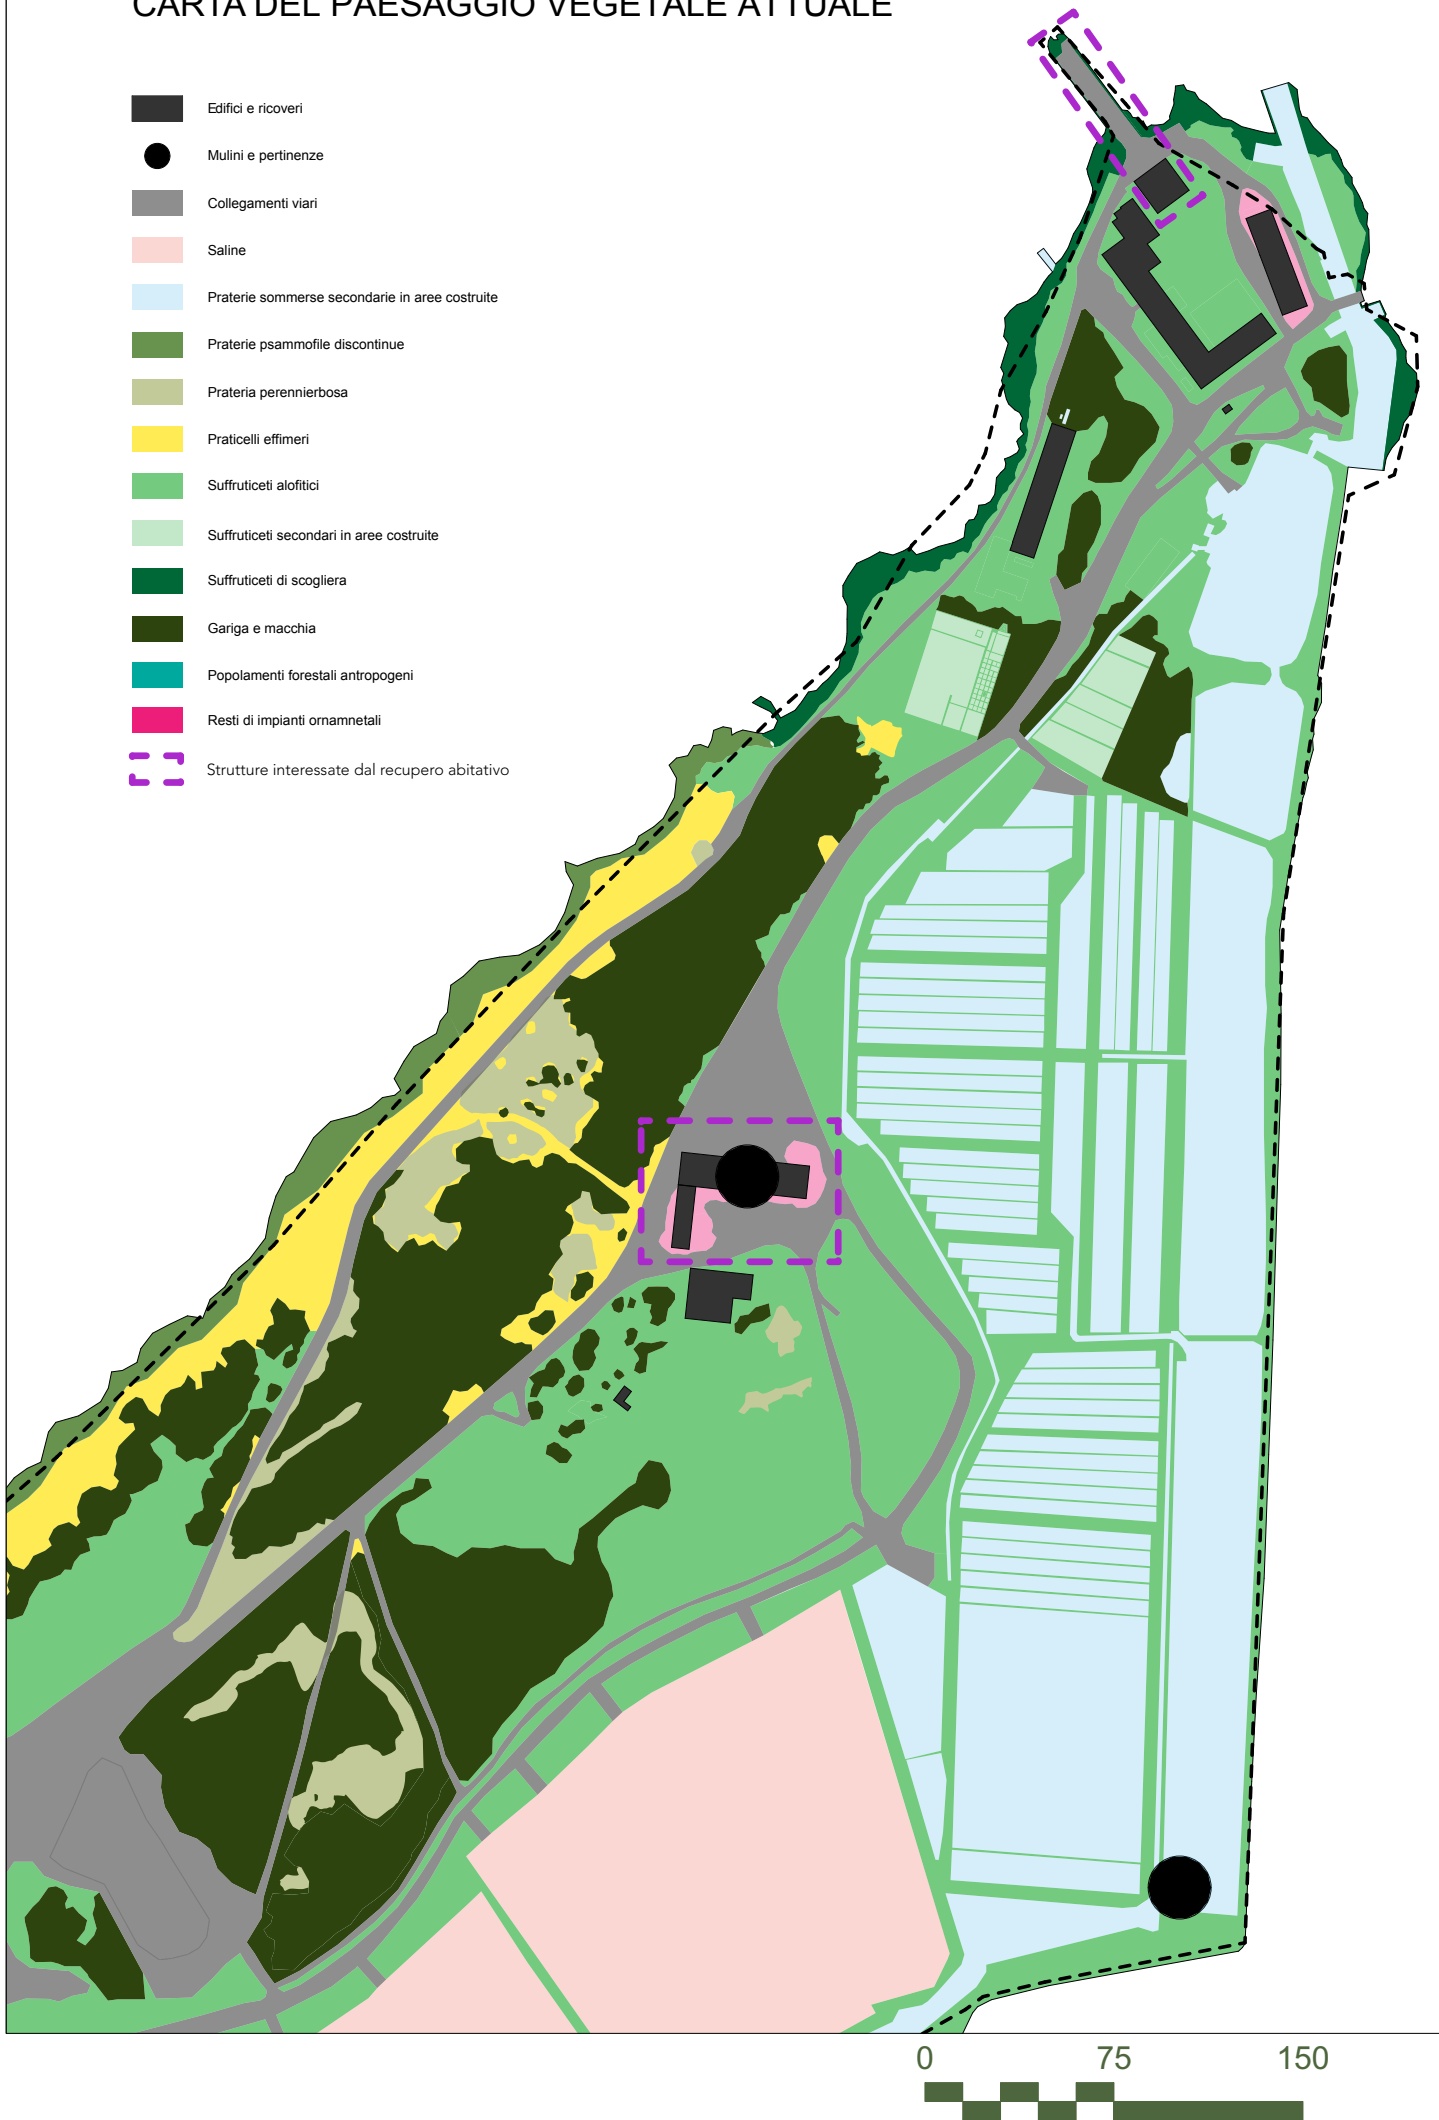 CARTA DEL PAESAGGIO VEGETALE ATTUALE
Edifici e ricoveri
Mulini e pertinenze
Collegamenti viari
Saline
Praterie sommerse secondarie in aree costruite
Praterie psammofile discontinue
Prateria perennierbosa
Praticelli effimeri
Suffruticeti alofitici
Suffruticeti secondari in aree costruite
Suffruticeti di scogliera
Gariga e macchia
Popolamenti forestali antropogeni
Resti di impianti ornamnetali
Strutture interessate dal recupero abitativo
0 75 150